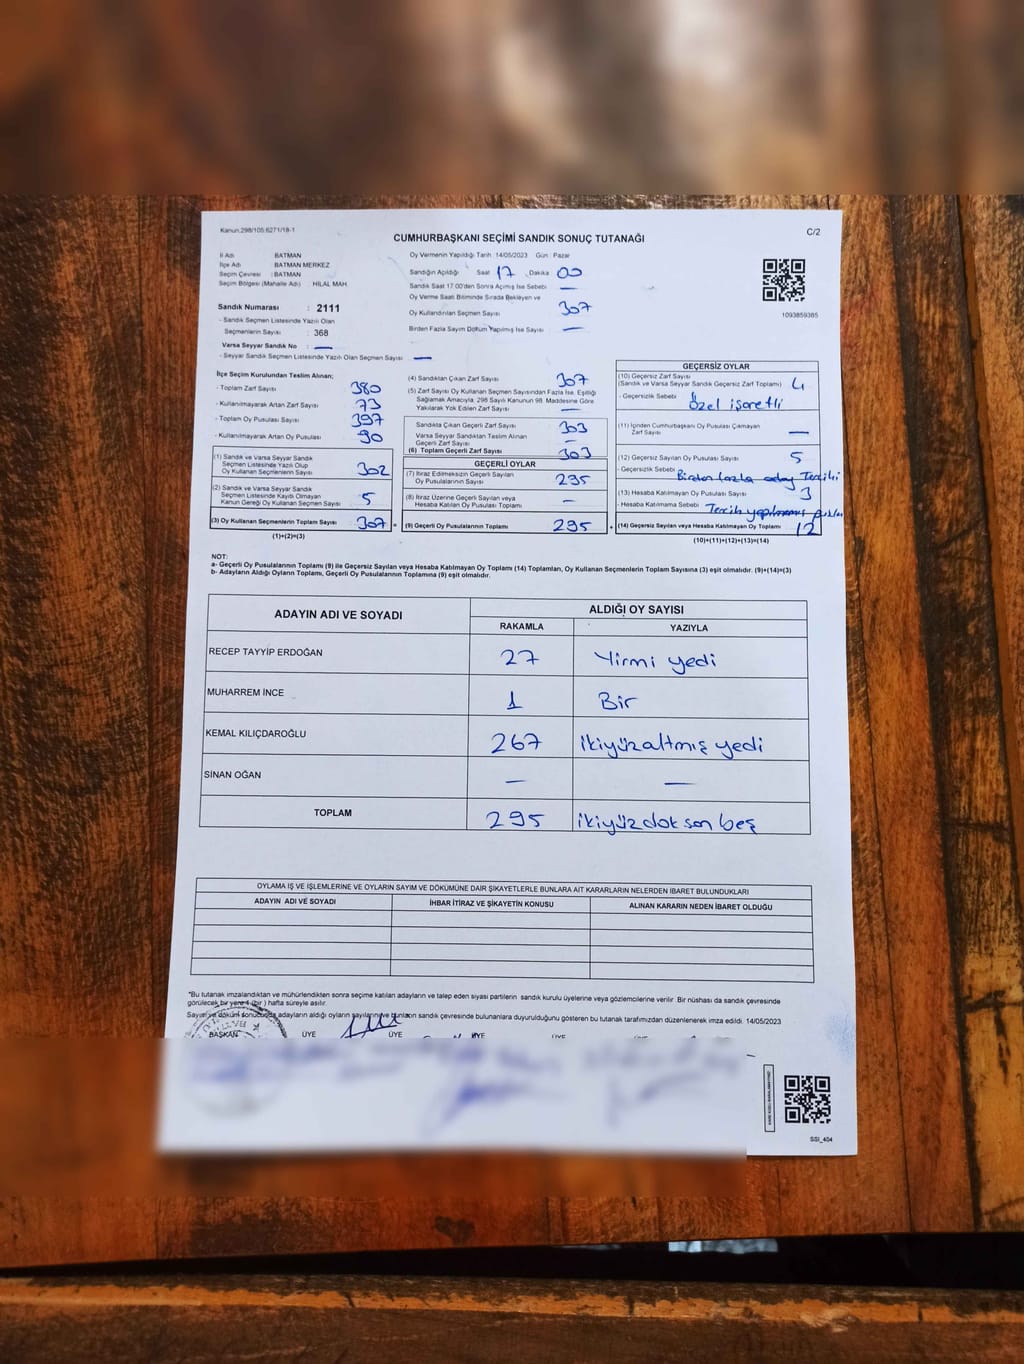 Kanun:298/105;6271/18-1
C/2
CUMHURBAŞKANI SEÇİMİ SANDIK SONUÇ TUTANAĞI
İl Adı : BATMAN
İlçe Adı : BATMAN MERKEZ
Seçim Çevresi : BATMAN
Seçim Bölgesi (Mahalle Adı) : HİLAL MAH.
Sandık Numarası : 2111
- Sandık Seçmen Listesinde Yazılı Olan
Seçmenlerin Sayısı : 368
Varsa Seyyar Sandık No : —
- Seyyar Sandık Seçmen Listesinde Yazılı Olan Seçmen Sayısı : —
Oy Vermenin Yapıldığı Tarih 14/05/2023 Gün : Pazar
Sandığın Açıldığı Saat 17 Dakika 00
Sandık Saat 17.00'den Sonra Açılmış İse Sebebi —
Oy Verme Saati Bitiminde Sırada Bekleyen ve
Oy Kullandırılan Seçmen Sayısı 307
Birden Fazla Sayım Döküm Yapılmış İse Sayısı : —
1093859385
İlçe Seçim Kurulundan Teslim Alınan;
- Toplam Zarf Sayısı 380
- Kullanılmayarak Artan Zarf Sayısı 73
- Toplam Oy Pusulası Sayısı 397
- Kullanılmayarak Artan Oy Pusulası 90
(1) Sandık ve Varsa Seyyar Sandık
Seçmen Listesinde Yazılı Olup
Oy Kullanan Seçmenlerin Sayısı 302
(2) Sandık ve Varsa Seyyar Sandık
Seçmen Listesinde Kayıtlı Olmayan
Kanun Gereği Oy Kullanan Seçmen Sayısı 5
(3) Oy Kullanan Seçmenlerin Toplam Sayısı 307 =
(1)+(2)=(3)
(4) Sandıktan Çıkan Zarf Sayısı 307
(5) Zarf Sayısı Oy Kullanan Seçmen Sayısından Fazla İse, Eşitliği
Sağlamak Amacıyla; 298 Sayılı Kanunun 98. Maddesine Göre
Yakılarak Yok Edilen Zarf Sayısı —
Sandıkta Çıkan Geçerli Zarf Sayısı 303
Varsa Seyyar Sandıktan Teslim Alınan
Geçerli Zarf Sayısı —
(6) Toplam Geçerli Zarf Sayısı 303
GEÇERLİ OYLAR
(7) İtiraz Edilmeksizin Geçerli Sayılan
Oy Pusulasının Sayısı 295
(8) İtiraz Üzerine Geçerli Sayılan veya
Hesaba Katılan Oy Pusulası Toplamı —
(9) Geçerli Oy Pusulalarının Toplamı 295 +
GEÇERSİZ OYLAR
(10) Geçersiz Zarf Sayısı
(Sandık ve Varsa Seyyar Sandık Geçersiz Zarf Toplamı) 4
- Geçersizlik Sebebi : Özel işaretli
(11) İçinden Cumhurbaşkanı Oy Pusulası Çıkmayan
Zarf Sayısı —
(12) Geçersiz Sayılan Oy Pusulası Sayısı 5
- Geçersizlik Sebebi : Birden fazla aday Tercihi
(13) Hesaba Katılmayan Oy Pusulası Sayısı 3
- Hesaba Katılmama Sebebi : Tercih yapılmamış
(14) Geçersiz Sayılan veya Hesaba Katılmayan Oy Toplamı 12
(10)+(11)+(12)+(13)=(14)
NOT:
a- Geçerli Oy Pusulalarının Toplamı (9) ile Geçersiz Sayılan veya Hesaba Katılmayan Oy Toplamı (14) Toplamları, Oy Kullanan Seçmenlerin Toplam Sayısına (3) eşit olmalıdır. (9)+(14)=(3)
b- Adayların Aldığı Oyların Toplamı, Geçerli Oy Pusulalarının Toplamına (9) eşit olmalıdır.
ADAYIN ADI VE SOYADI ALDIĞI OY SAYISI
RAKAMLA YAZIYLA
RECEP TAYYİP ERDOĞAN 27 Yirmi yedi
MUHARREM İNCE 1 Bir
KEMAL KILIÇDAROĞLU 267 ikiyüzaltmış yedi
SİNAN OĞAN — —
TOPLAM 295 ikiyüzdoksan beş
OYLAMA İŞ VE İŞLEMLERİNE VE OYLARIN SAYIM VE DÖKÜMÜNE DAİR ŞİKAYETLERLE BUNLARA AİT KARARLARIN NELERDEN İBARET BULUNDUKLARI
ADAYIN ADI VE SOYADI İHBAR İTİRAZ VE ŞİKAYETİN KONUSU ALINAN KARARIN NEDEN İBARET OLDUĞU
*Bu tutanak imzalandıktan ve mühürlendikten sonra seçime katılan adayların ve talep eden siyasi partilerin sandık kurulu üyelerine veya gözlemcilerine verilir. Bir nüshası da sandık çevresinde
görülecek bir yere 1 (bir) hafta süreyle asılır.
Sayım ve döküm sonucunda adayların aldığı oyların sayılarını ve bunların sandık çevresinde bulunanlara duyurulduğunu gösteren bu tutanak tarafımızdan düzenlenerek imza edildi. 14/05/2023
BAŞKAN ÜYE ÜYE ÜYE ÜYE
SSI_404